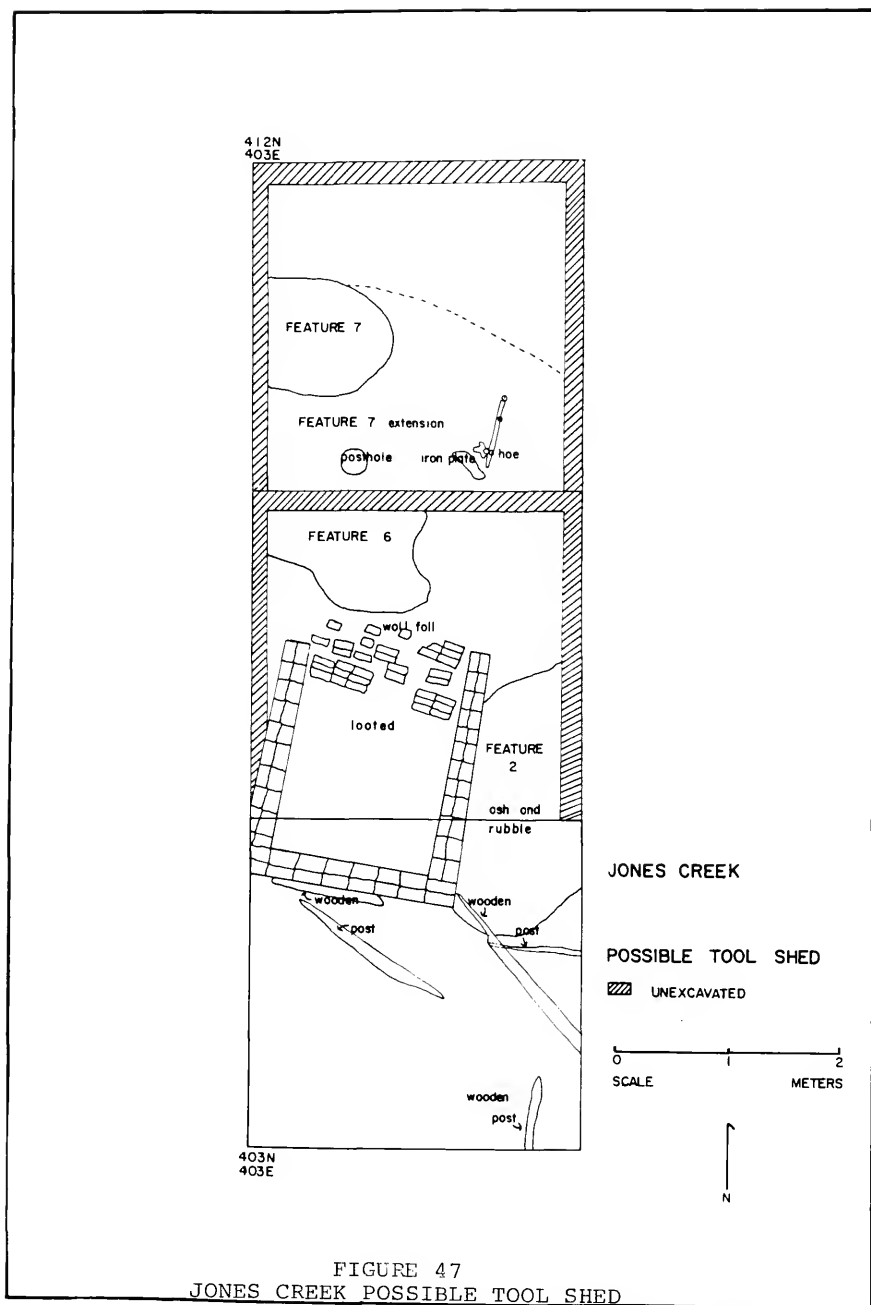 412N
403E
FEATURE 7
FEATURE 7 extension
posthole iron plate hoe
FEATURE 6
wall fall
looted
FEATURE
2
ash and
rubble
JONES CREEK
wooden
wooden
post
post
POSSIBLE TOOL SHED
UNEXCAVATED
0 1 2
SCALE METERS
wooden
post
403N
403E
N
FIGURE 47
JONES CREEK POSSIBLE TOOL SHED